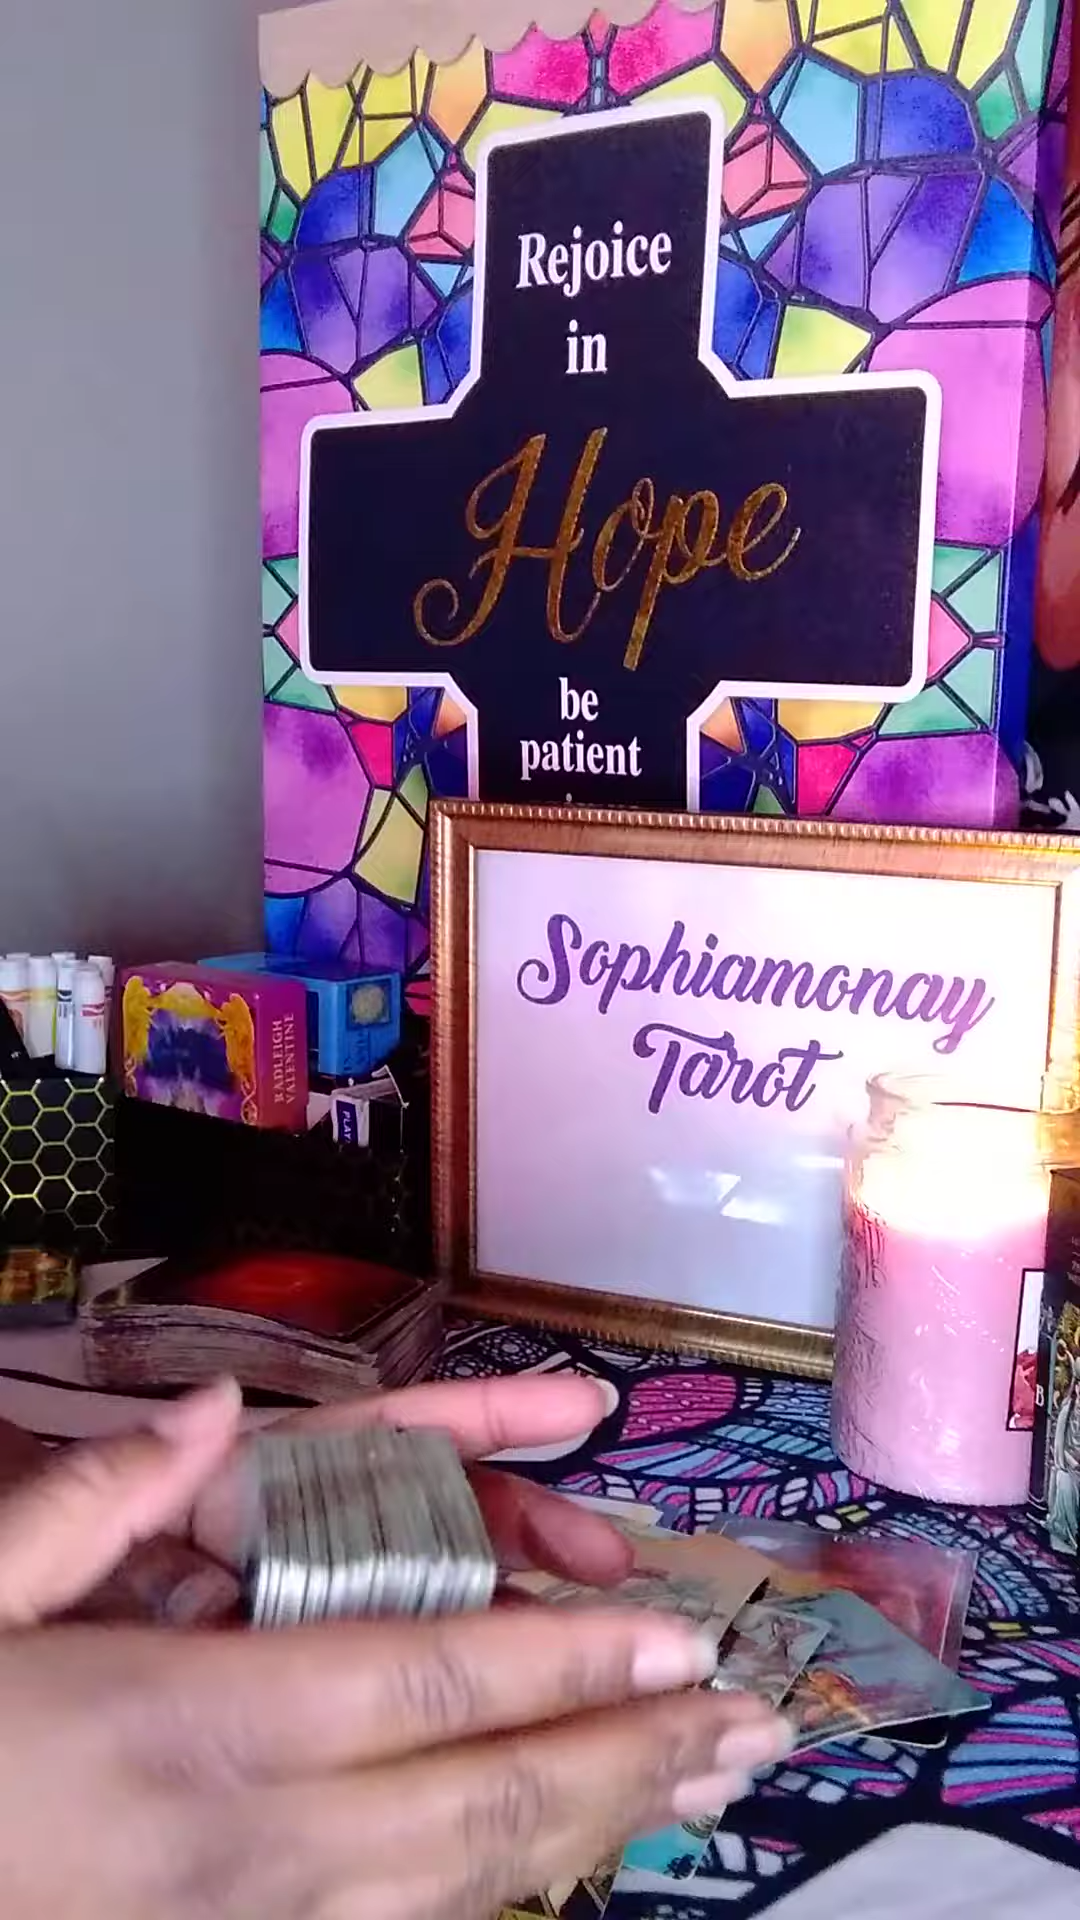 Rejoice
in
Hope
be
patient
Sophiamonay
Tarot
RADLEIGH
VALENTINE